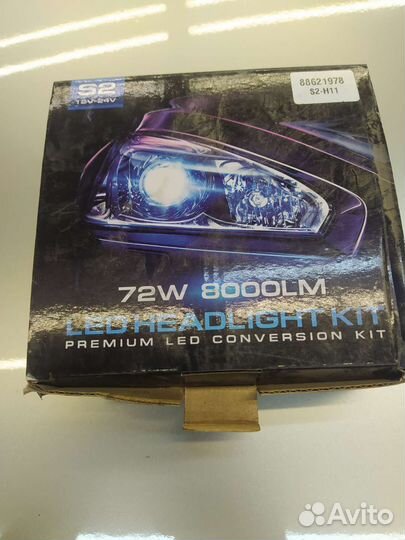 S2
12V-24V
88621978
S2-H11
72W 8000LM
LED HEADLIGHT KIT
PREMIUM LED CONVERSION KIT
Avito